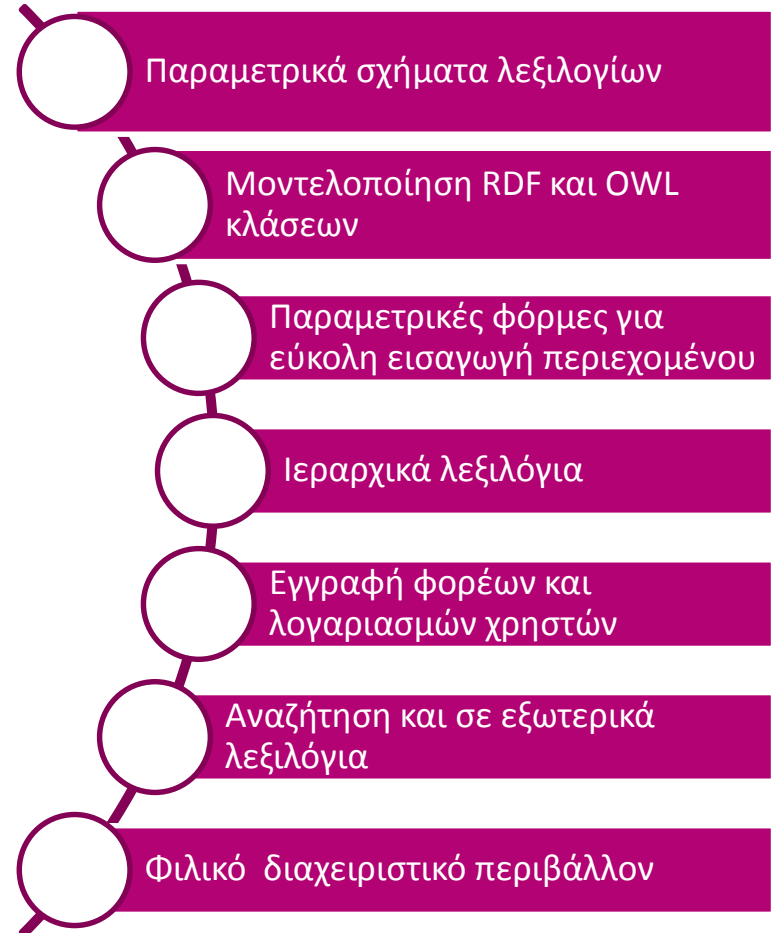 Παραμετρικά σχήματα λεξιλογίων
Μοντελοποίηση RDF και OWL
κλάσεων
Παραμετρικές φόρμες για
εύκολη εισαγωγή περιεχομένου
Ιεραρχικά λεξιλόγια
Εγγραφή φορέων και
λογαριασμών χρηστών
Αναζήτηση και σε εξωτερικά
λεξιλόγια
Φιλικό διαχειριστικό περιβάλλον